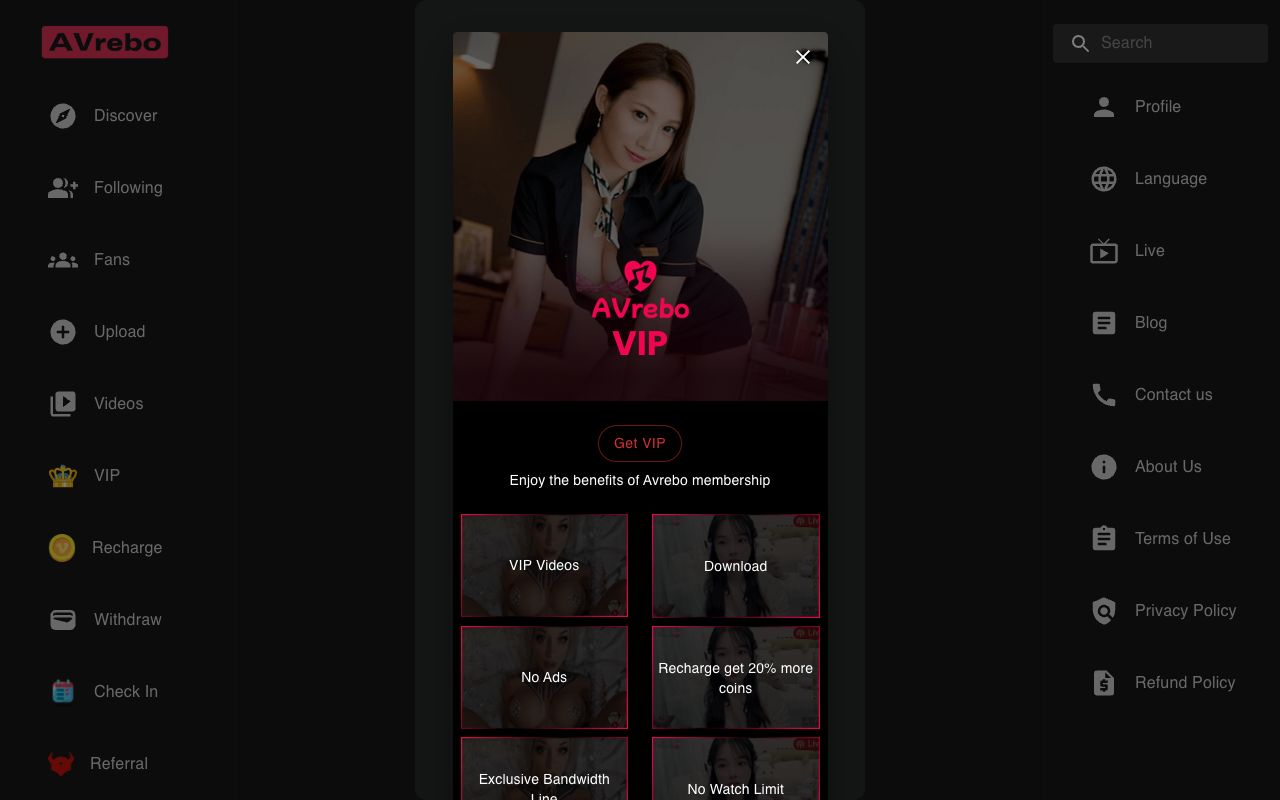 AVrebo
Discover
Following
Fans
Upload
Videos
VIP
Recharge
Withdraw
Check In
Referral
AVrebo
VIP
Get VIP
Enjoy the benefits of Avrebo membership
VIP Videos
Download
No Ads
Recharge get 20% more
coins
Exclusive Bandwidth
Line
No Watch Limit
Search
Profile
Language
Live
Blog
Contact us
About Us
Terms of Use
Privacy Policy
Refund Policy